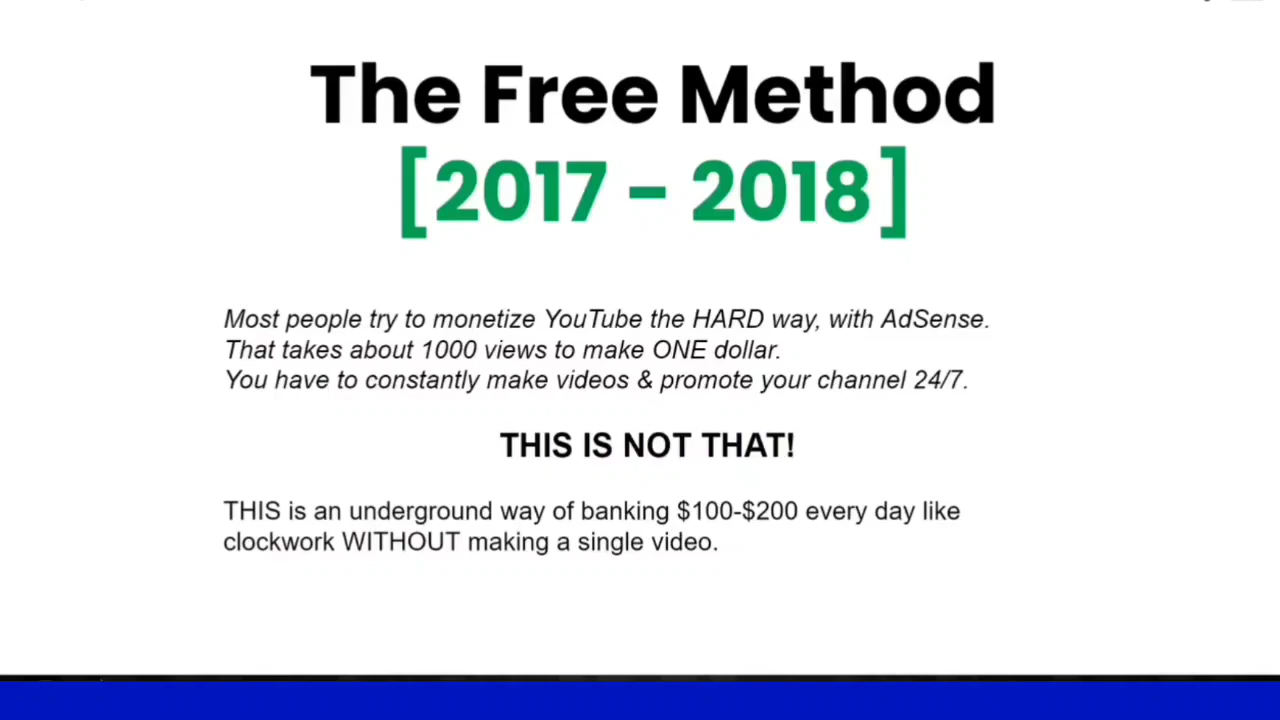 The Free Method
[2017 – 2018]
Most people try to monetize YouTube the HARD way, with AdSense.
That takes about 1000 views to make ONE dollar.
You have to constantly make videos & promote your channel 24/7.
THIS IS NOT THAT!
THIS is an underground way of banking $100-$200 every day like
clockwork WITHOUT making a single video.